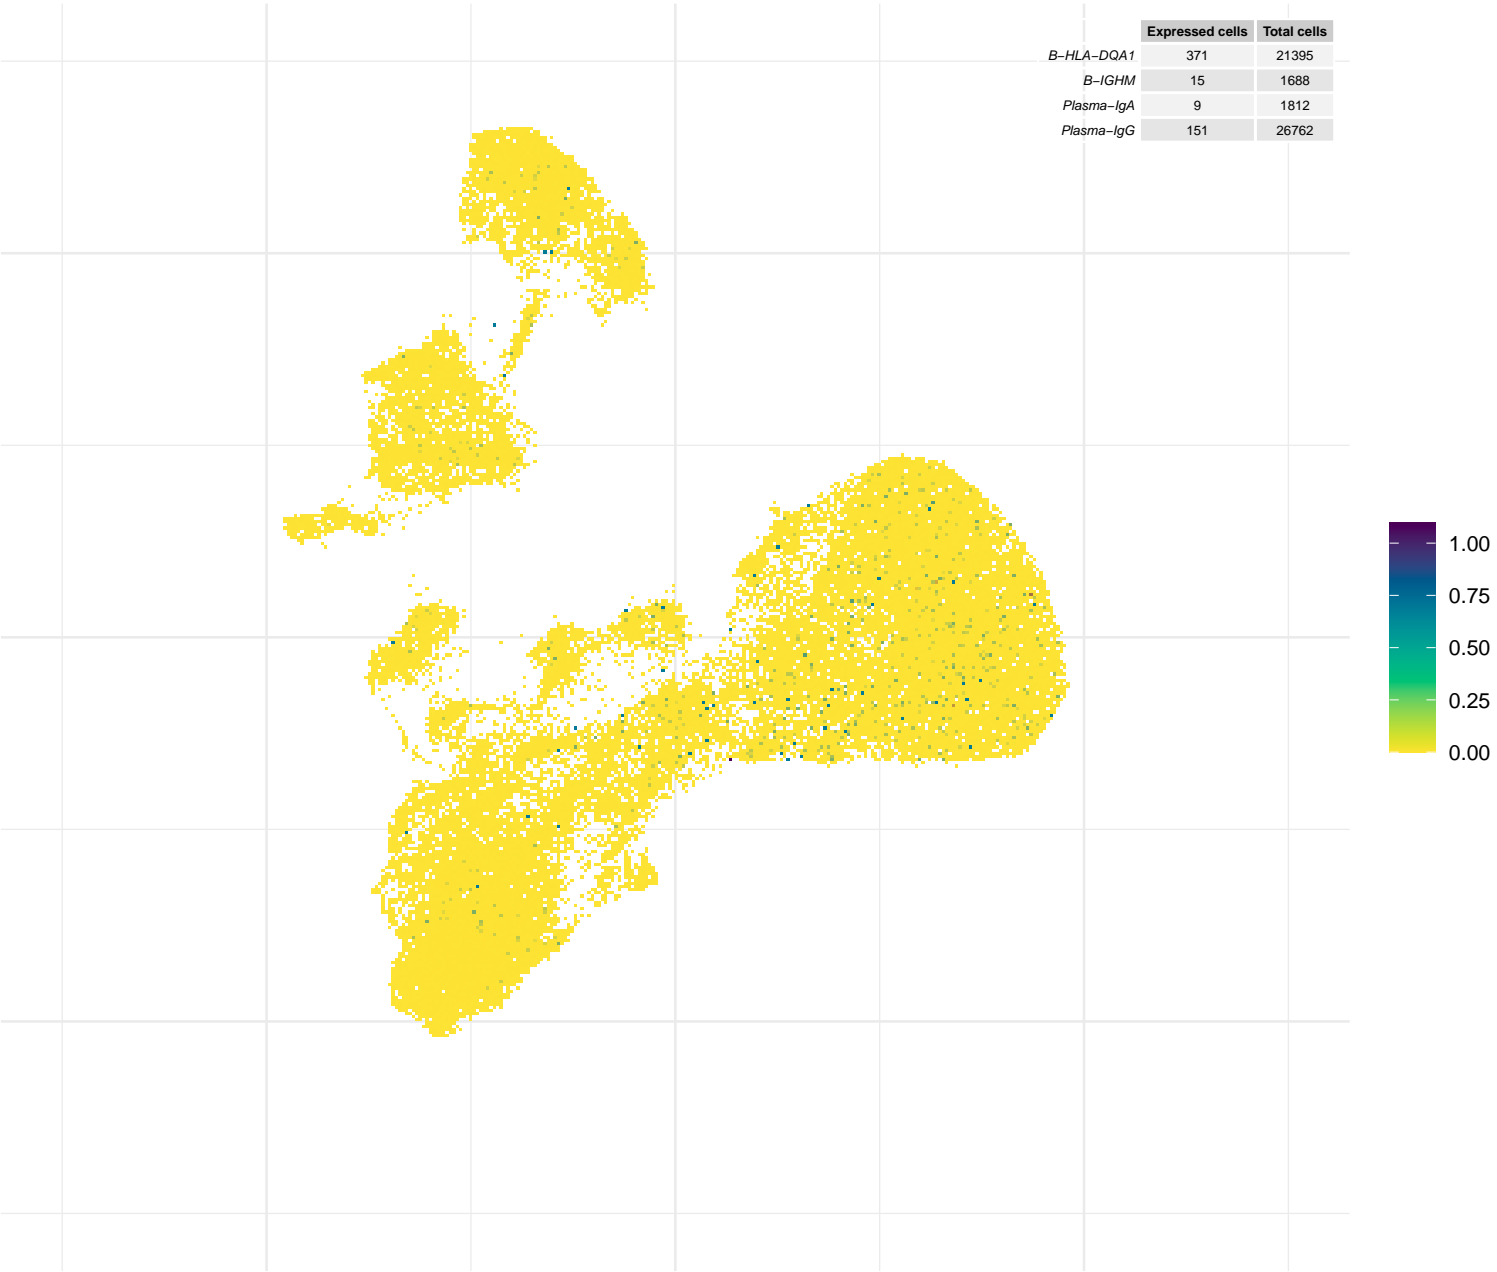 Expressed cells Total cells
B−HLA−DQA1 371 21395
B−IGHM 15 1688
Plasma−IgA 9 1812
Plasma−IgG 151 26762
1.00
0.75
0.50
0.25
0.00